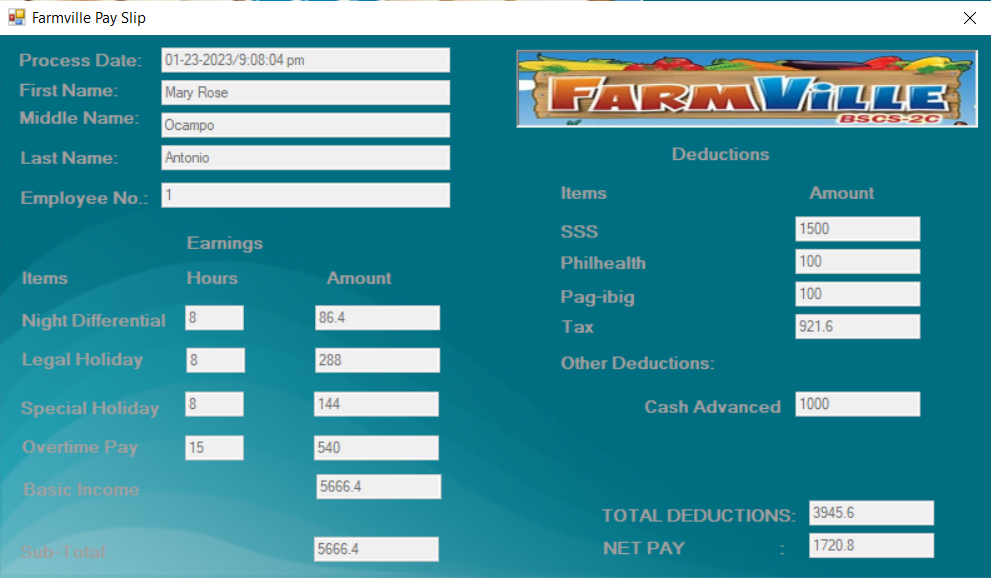 Farmville Pay Slip
Process Date: 01-23-2023/9:08:04 pm
First Name: Mary Rose
Middle Name: Ocampo
Last Name: Antonio
Employee No.: 1
Earnings
Items Hours Amount
Night Differential 8 86.4
Legal Holiday 8 288
Special Holiday 8 144
Overtime Pay 15 540
Basic Income 5666.4
Sub-Total 5666.4
FARMVILLE
BSCS-2C
Deductions
Items Amount
SSS 1500
Philhealth 100
Pag-ibig 100
Tax 921.6
Other Deductions:
Cash Advanced 1000
TOTAL DEDUCTIONS: 3945.6
NET PAY : 1720.8